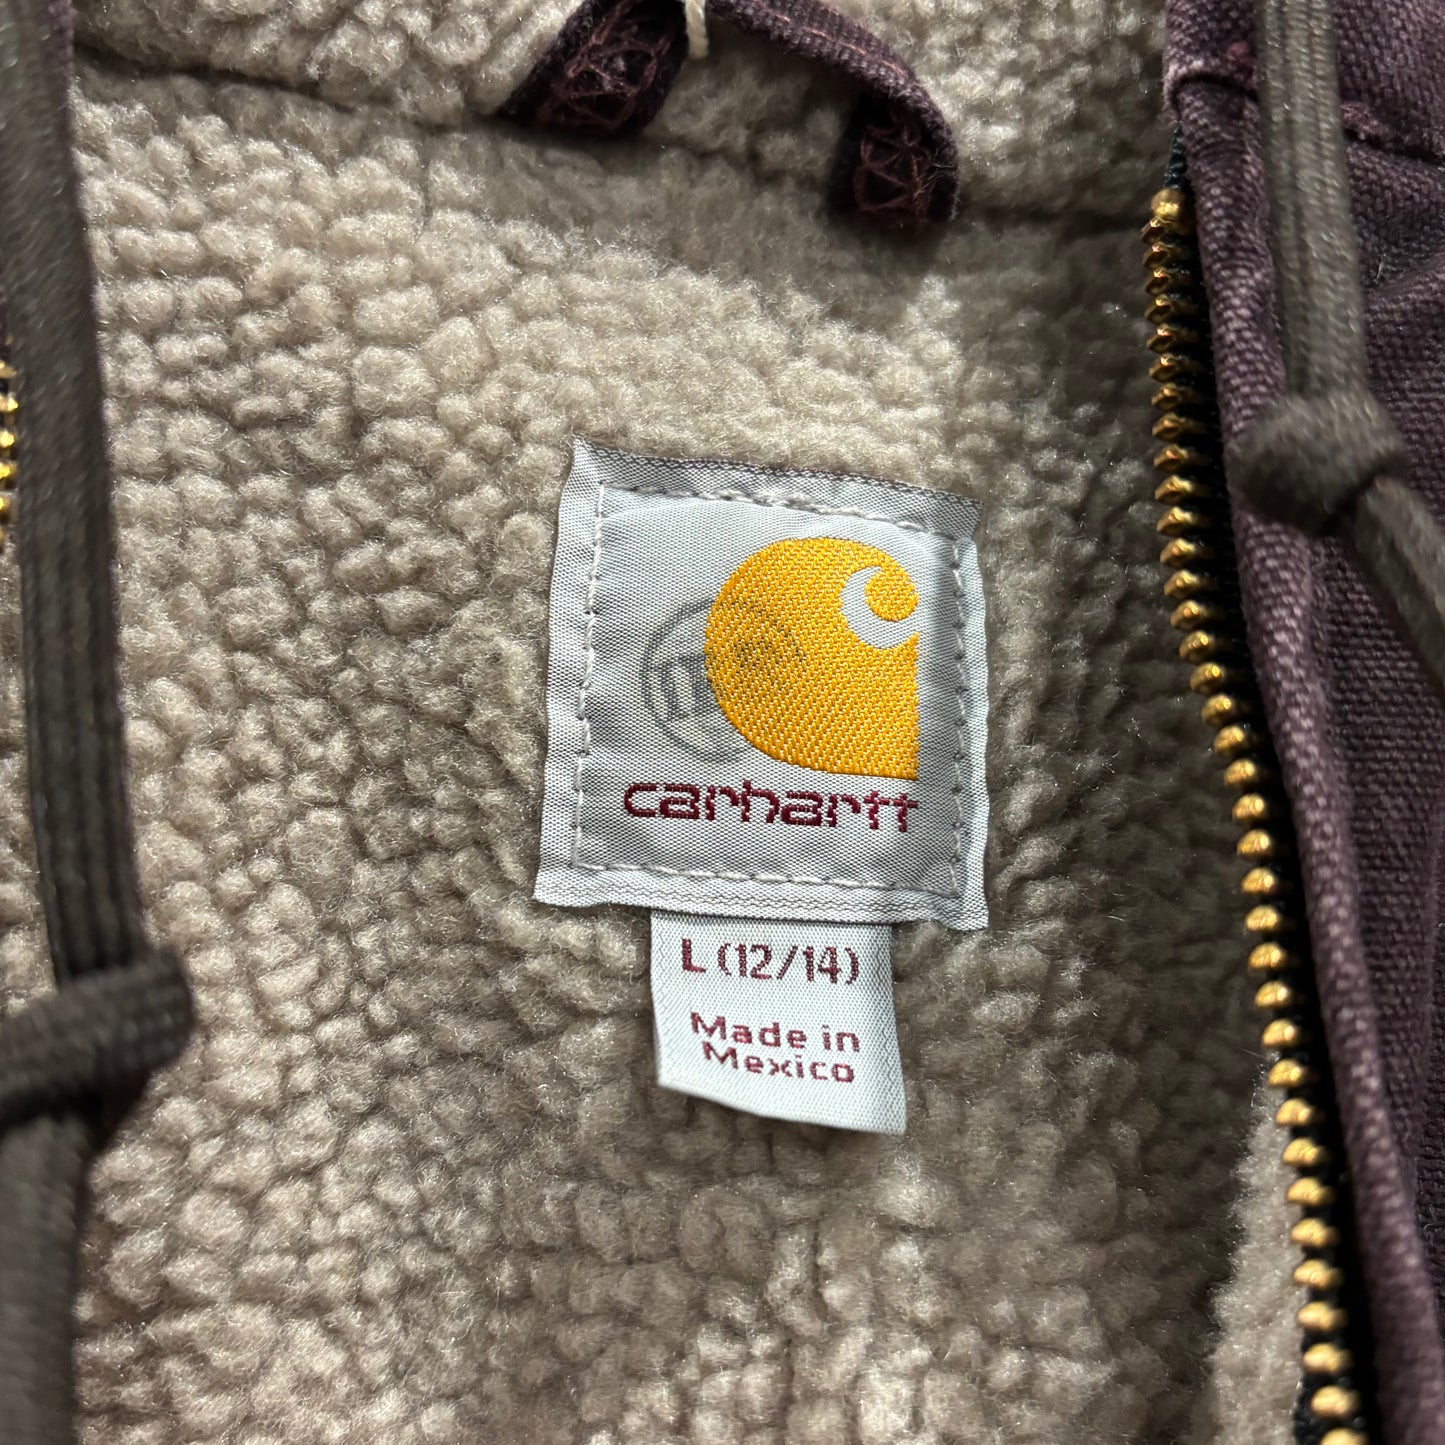 carhartt
L (12/14)
Made in
Mexico